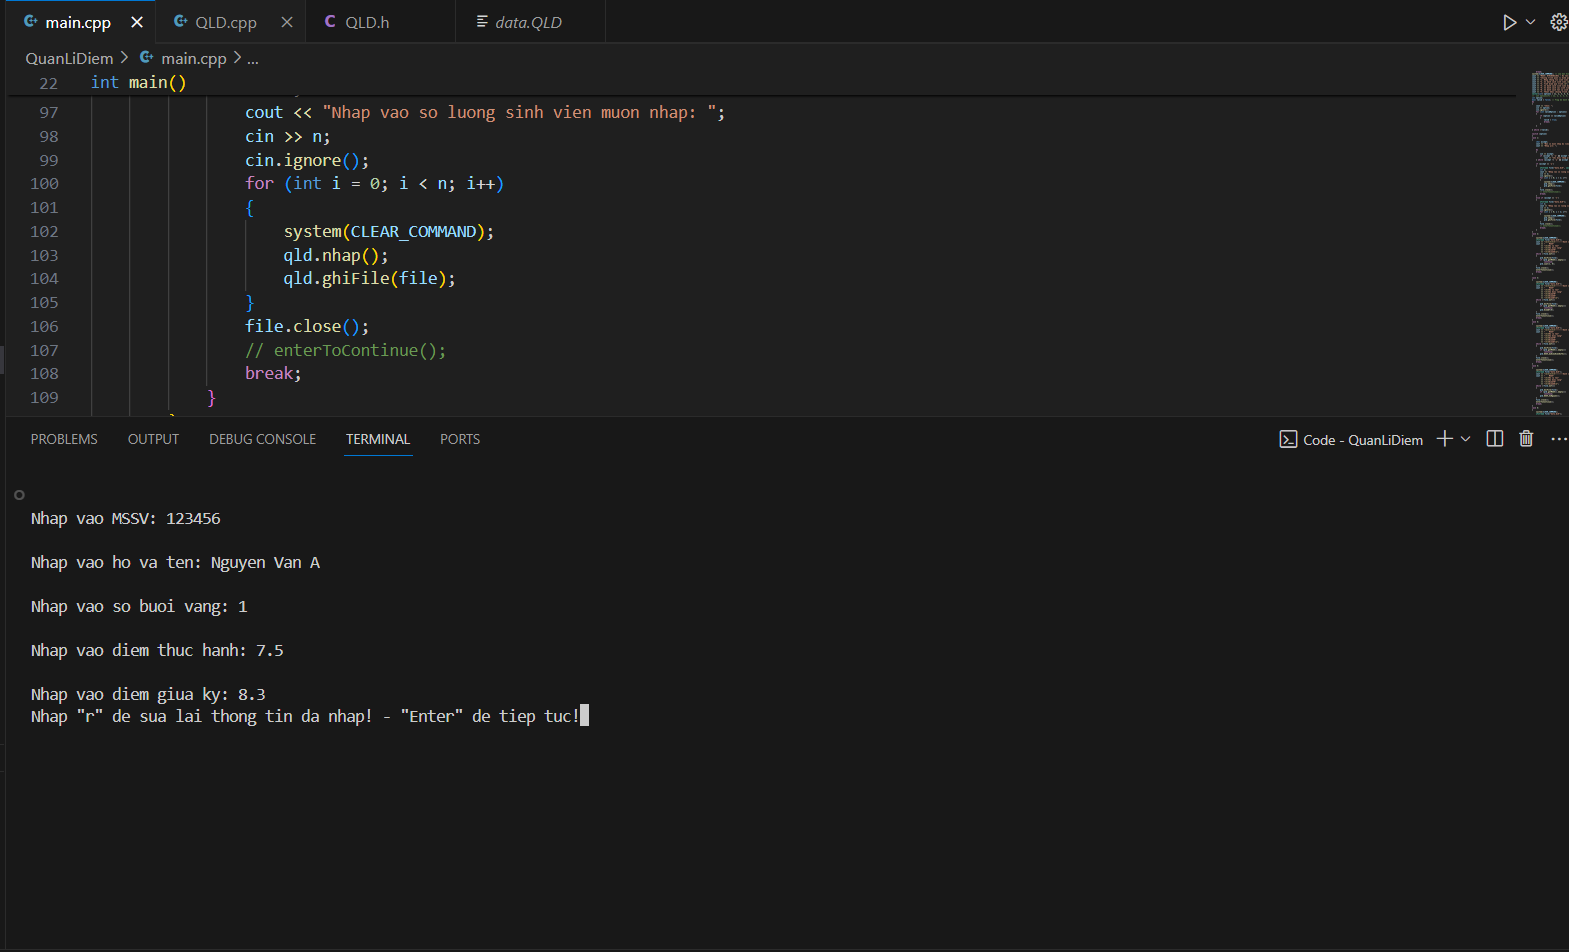 main.cpp QLD.cpp C QLD.h data.QLD
QuanLiDiem > main.cpp > ...
22 int main()
97 cout << "Nhap vao so luong sinh vien muon nhap: ";
98 cin >> n;
99 cin.ignore();
100 for (int i = 0; i < n; i++)
101 {
102 system(CLEAR_COMMAND);
103 qld.nhap();
104 qld.ghiFile(file);
105 }
106 file.close();
107 // enterToContinue();
108 break;
109 }
PROBLEMS OUTPUT DEBUG CONSOLE TERMINAL PORTS Code - QuanLiDiem
Nhap vao MSSV: 123456
Nhap vao ho va ten: Nguyen Van A
Nhap vao so buoi vang: 1
Nhap vao diem thuc hanh: 7.5
Nhap vao diem giua ky: 8.3
Nhap "r" de sua lai thong tin da nhap! - "Enter" de tiep tuc!